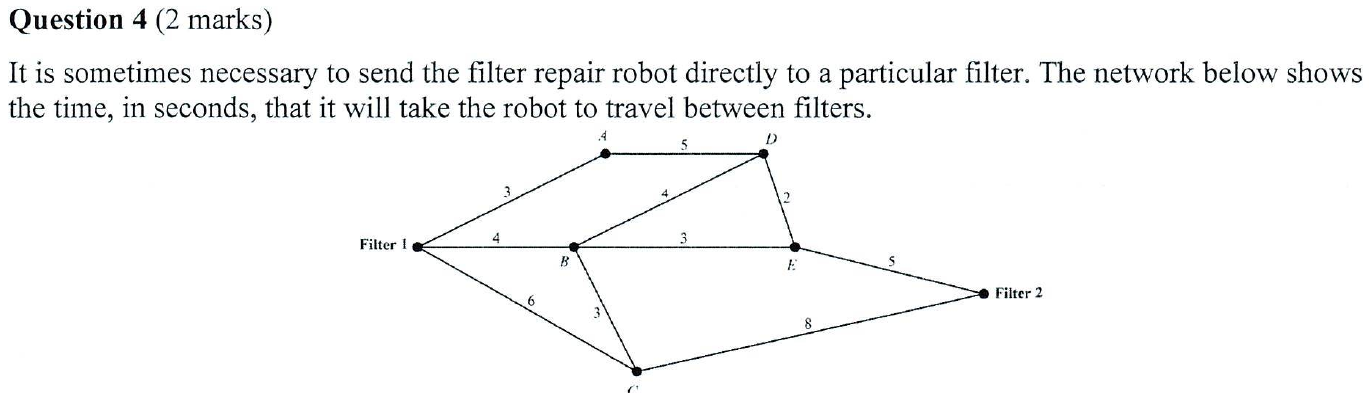 Question 4 (2 marks)
It is sometimes necessary to send the filter repair robot directly to a particular filter. The network below shows
the time, in seconds, that it will take the robot to travel between filters.
A
5
D
3
4
2
Filter 1
4
3
B
E
5
6
3
Filter 2
8
C